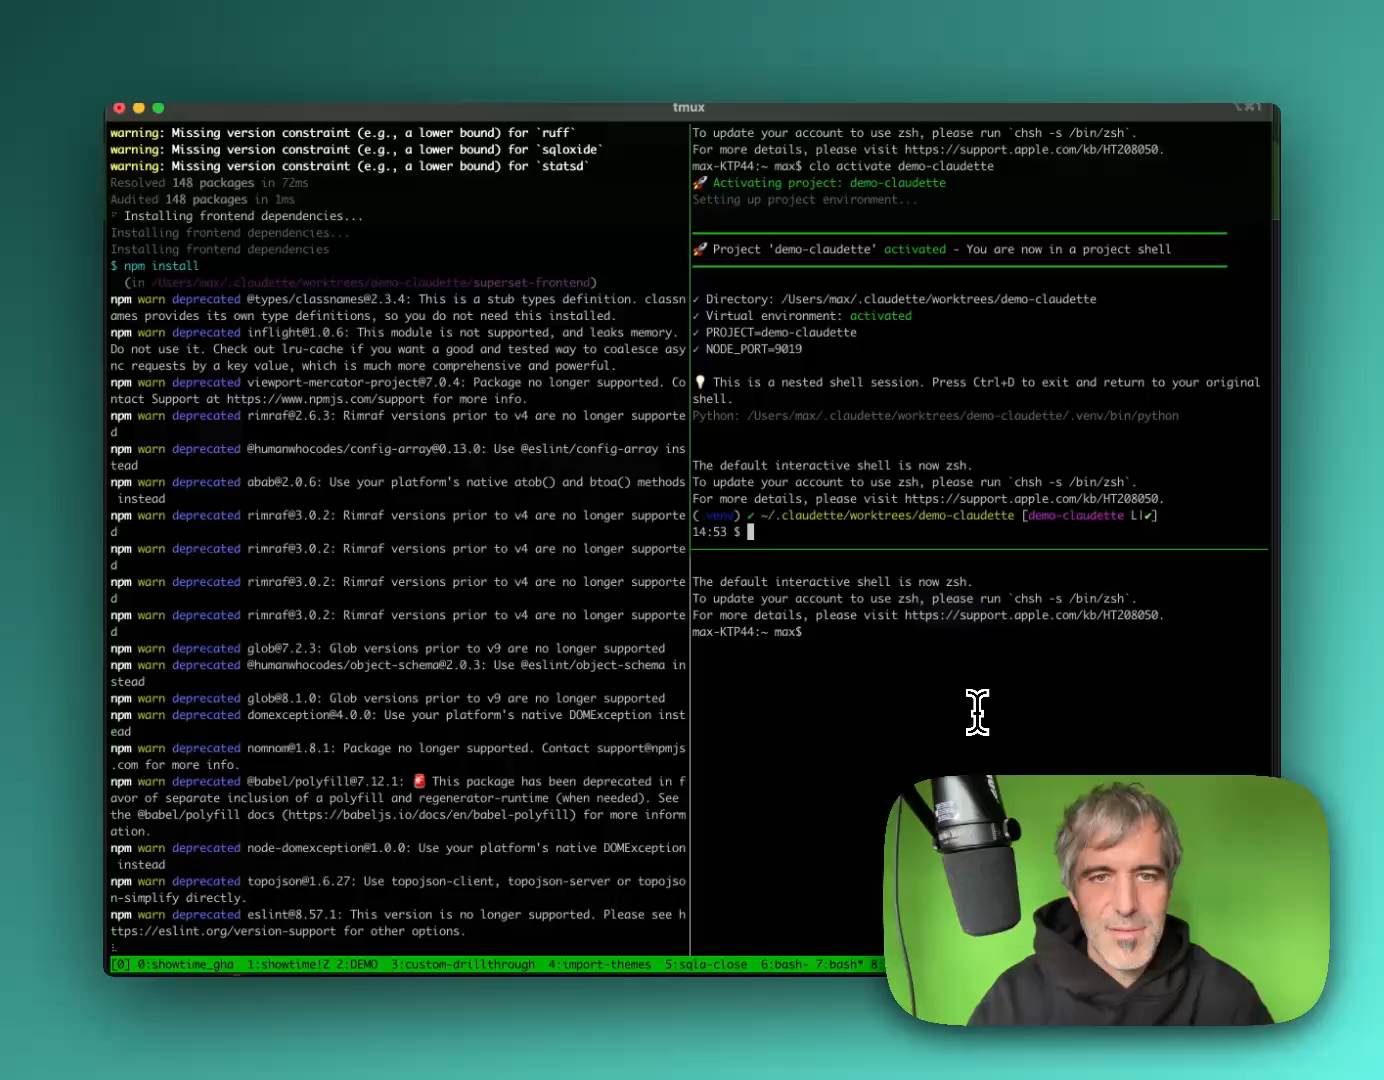 tmux
warning: Missing version constraint (e.g., a lower bound) for `ruff`
warning: Missing version constraint (e.g., a lower bound) for `sqloxide`
warning: Missing version constraint (e.g., a lower bound) for `statsd`
Resolved 148 packages in 72ms
Audited 148 packages in 1ms
Installing frontend dependencies...
Installing frontend dependencies...
Installing frontend dependencies
$ npm install
(in /Users/max/.claudette/worktrees/demo-claudette/superset-frontend)
npm warn deprecated @types/classnames@2.3.4: This is a stub types definition. classn
ames provides its own type definitions, so you do not need this installed.
npm warn deprecated inflight@1.0.6: This module is not supported, and leaks memory.
Do not use it. Check out lru-cache if you want a good and tested way to coalesce asy
nc requests by a key value, which is much more comprehensive and powerful.
npm warn deprecated viewport-mercator-project@7.0.4: Package no longer supported. Co
ntact Support at https://www.npmjs.com/support for more info.
npm warn deprecated rimraf@2.6.3: Rimraf versions prior to v4 are no longer supporte
d
npm warn deprecated @humanwhocodes/config-array@0.13.0: Use @eslint/config-array ins
tead
npm warn deprecated abab@2.0.6: Use your platform's native atob() and btoa() methods
instead
npm warn deprecated rimraf@3.0.2: Rimraf versions prior to v4 are no longer supporte
d
npm warn deprecated rimraf@3.0.2: Rimraf versions prior to v4 are no longer supporte
d
npm warn deprecated rimraf@3.0.2: Rimraf versions prior to v4 are no longer supporte
d
npm warn deprecated rimraf@3.0.2: Rimraf versions prior to v4 are no longer supporte
d
npm warn deprecated glob@7.2.3: Glob versions prior to v9 are no longer supported
npm warn deprecated @humanwhocodes/object-schema@2.0.3: Use @eslint/object-schema in
stead
npm warn deprecated glob@8.1.0: Glob versions prior to v9 are no longer supported
npm warn deprecated domexception@4.0.0: Use your platform's native DOMException inst
ead
npm warn deprecated nomnom@1.8.1: Package no longer supported. Contact support@npmjs
.com for more info.
npm warn deprecated @babel/polyfill@7.12.1: 🚨 This package has been deprecated in f
avor of separate inclusion of a polyfill and regenerator-runtime (when needed). See
the @babel/polyfill docs (https://babeljs.io/docs/en/babel-polyfill) for more inform
ation.
npm warn deprecated node-domexception@1.0.0: Use your platform's native DOMException
instead
npm warn deprecated topojson@1.6.27: Use topojson-client, topojson-server or topojso
n-simplify directly.
npm warn deprecated eslint@8.57.1: This version is no longer supported. Please see h
ttps://eslint.org/version-support for other options.
To update your account to use zsh, please run `chsh -s /bin/zsh`.
For more details, please visit https://support.apple.com/kb/HT208050.
max-KTP44:~ max$ clo activate demo-claudette
🚀 Activating project: demo-claudette
Setting up project environment...
🚀 Project 'demo-claudette' activated - You are now in a project shell
✓ Directory: /Users/max/.claudette/worktrees/demo-claudette
✓ Virtual environment: activated
✓ PROJECT=demo-claudette
✓ NODE_PORT=9019
💡 This is a nested shell session. Press Ctrl+D to exit and return to your original
shell.
Python: /Users/max/.claudette/worktrees/demo-claudette/.venv/bin/python
The default interactive shell is now zsh.
To update your account to use zsh, please run `chsh -s /bin/zsh`.
For more details, please visit https://support.apple.com/kb/HT208050.
( venv) ✔ ~/.claudette/worktrees/demo-claudette [demo-claudette L|✔]
14:53 $
The default interactive shell is now zsh.
To update your account to use zsh, please run `chsh -s /bin/zsh`.
For more details, please visit https://support.apple.com/kb/HT208050.
max-KTP44:~ max$
[0] 0:showtime_gha 1:showtime!Z 2:DEMO 3:custom-drillthrough 4:import-themes 5:sqla-close 6:bash- 7:bash* 8: